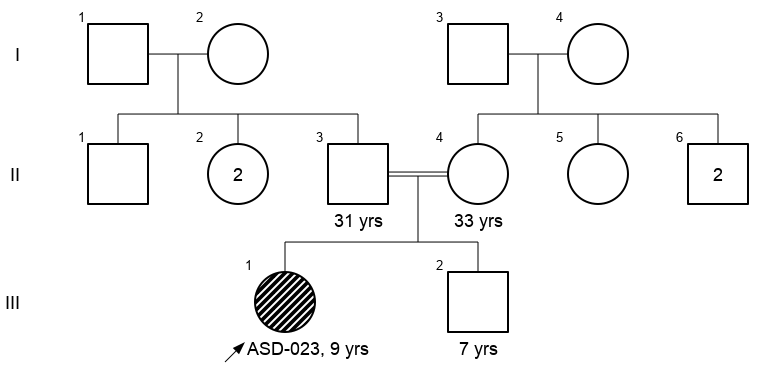 1 2 3 4
I
1 2 3 4 5 6
II 2 2
31 yrs 33 yrs
1 2
III
ASD-023, 9 yrs 7 yrs